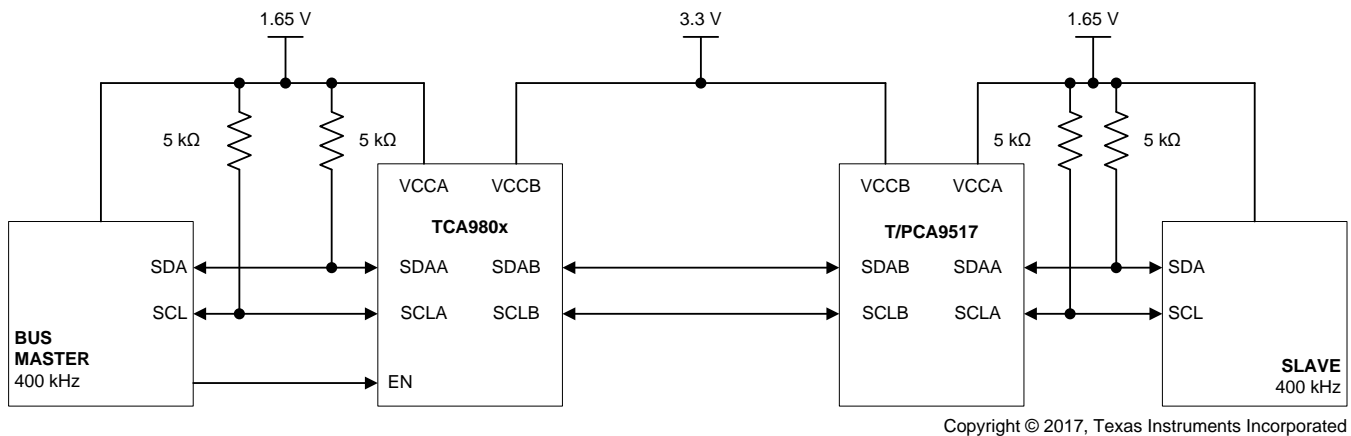 1.65 V 3.3 V 1.65 V
5 kΩ 5 kΩ 5 kΩ 5 kΩ
VCCA VCCB VCCB VCCA
TCA980x T/PCA9517
SDA SDAA SDAB SDAB SDAA SDA
SCL SCLA SCLB SCLB SCLA SCL
BUS
MASTER SLAVE
400 kHz EN 400 kHz
Copyright © 2017, Texas Instruments Incorporated